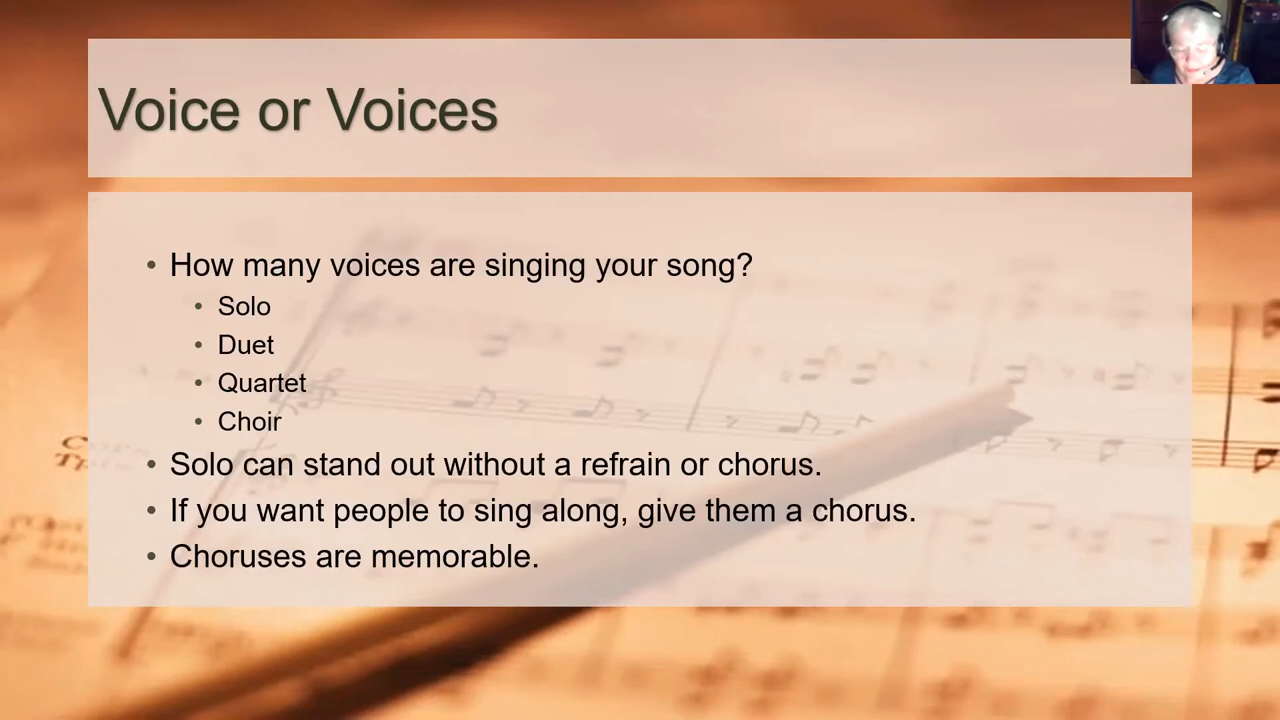 Voice or Voices
• How many voices are singing your song?
• Solo
• Duet
• Quartet
• Choir
• Solo can stand out without a refrain or chorus.
• If you want people to sing along, give them a chorus.
• Choruses are memorable.